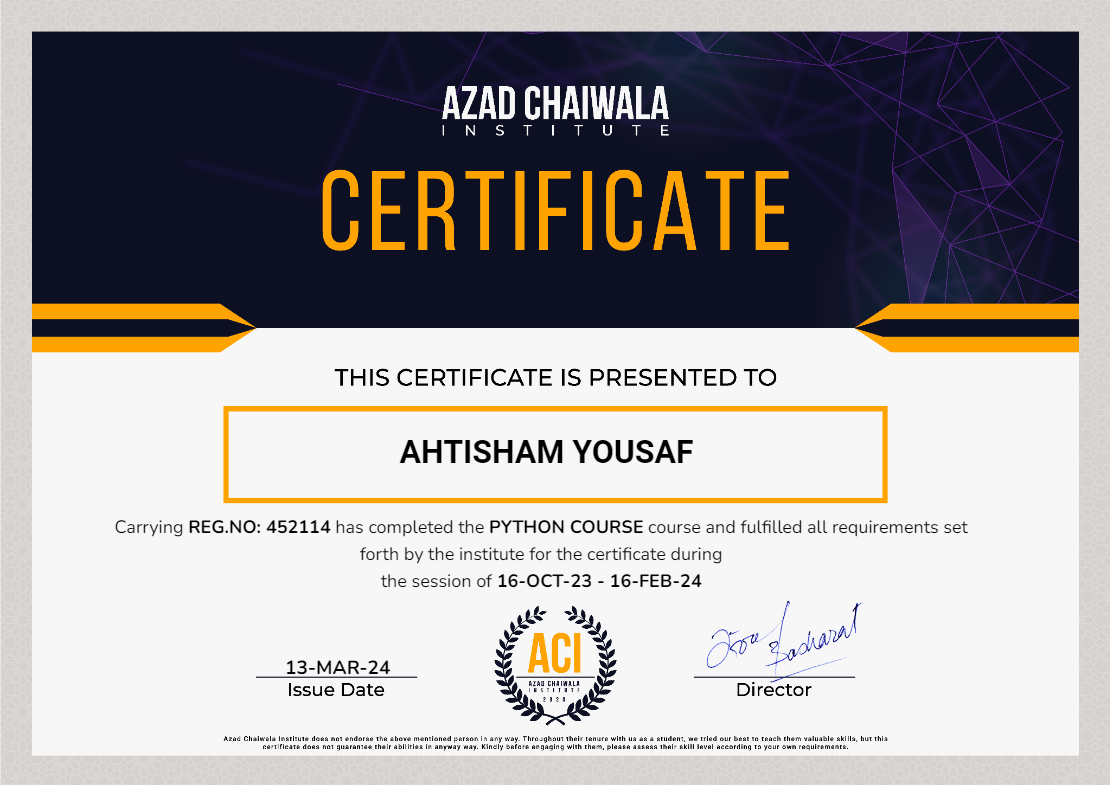 AZAD CHAIWALA
INSTITUTE
CERTIFICATE
THIS CERTIFICATE IS PRESENTED TO
AHTISHAM YOUSAF
Carrying REG.NO: 452114 has completed the PYTHON COURSE course and fulfilled all requirements set
forth by the institute for the certificate during
the session of 16-OCT-23 - 16-FEB-24
13-MAR-24
Issue Date
ACI
AZAD CHAIWALA
INSTITUTE
2020
Basharat
Director
Azad Chaiwala Institute does not endorse the above mentioned person in any way. Throughout their tenure with us as a student, we tried our best to teach them valuable skills, but this
certificate does not guarantee their abilities in anyway way. Kindly before engaging with them, please assess their skill level according to your own requirements.